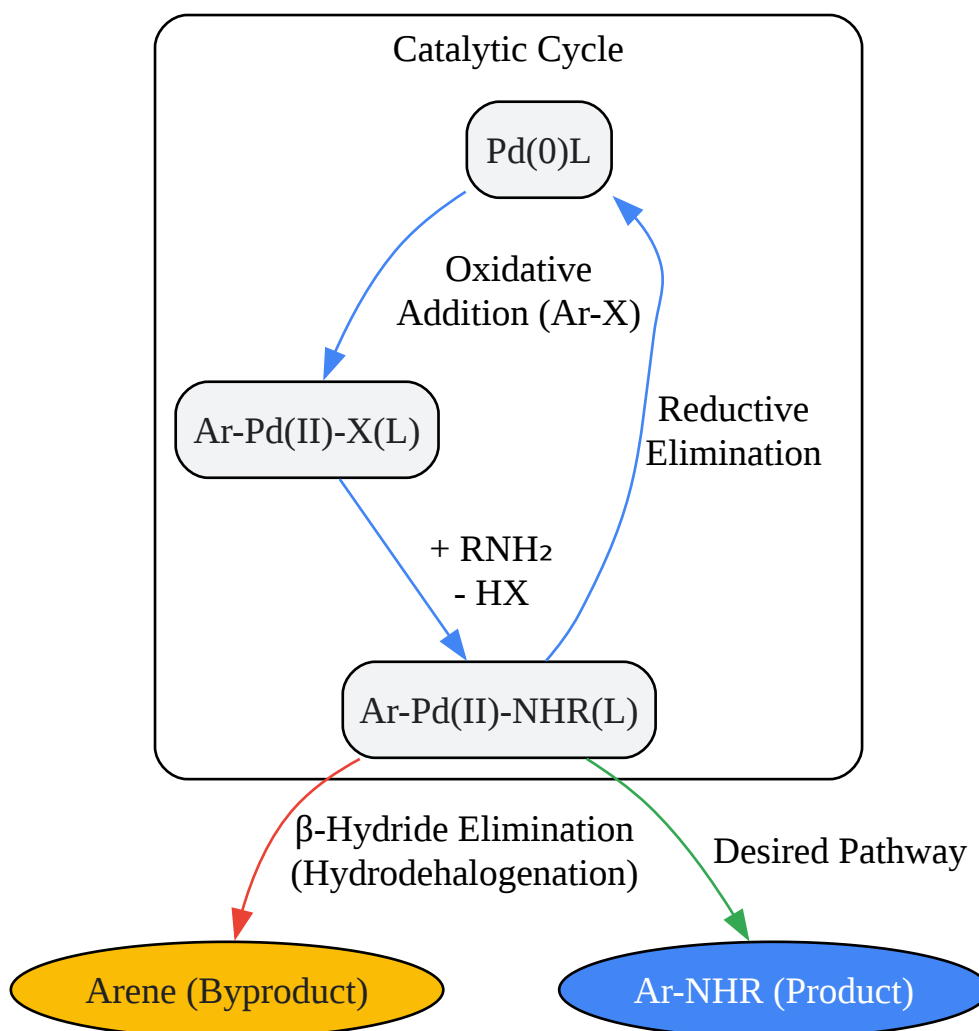 Catalytic Cycle
Pd(0)L
Oxidative
Addition (Ar-X)
Ar-Pd(II)-X(L)
Reductive
Elimination
+ RNH₂
- HX
Ar-Pd(II)-NHR(L)
β-Hydride Elimination
(Hydrodehalogenation)
Desired Pathway
Arene (Byproduct)
Ar-NHR (Product)